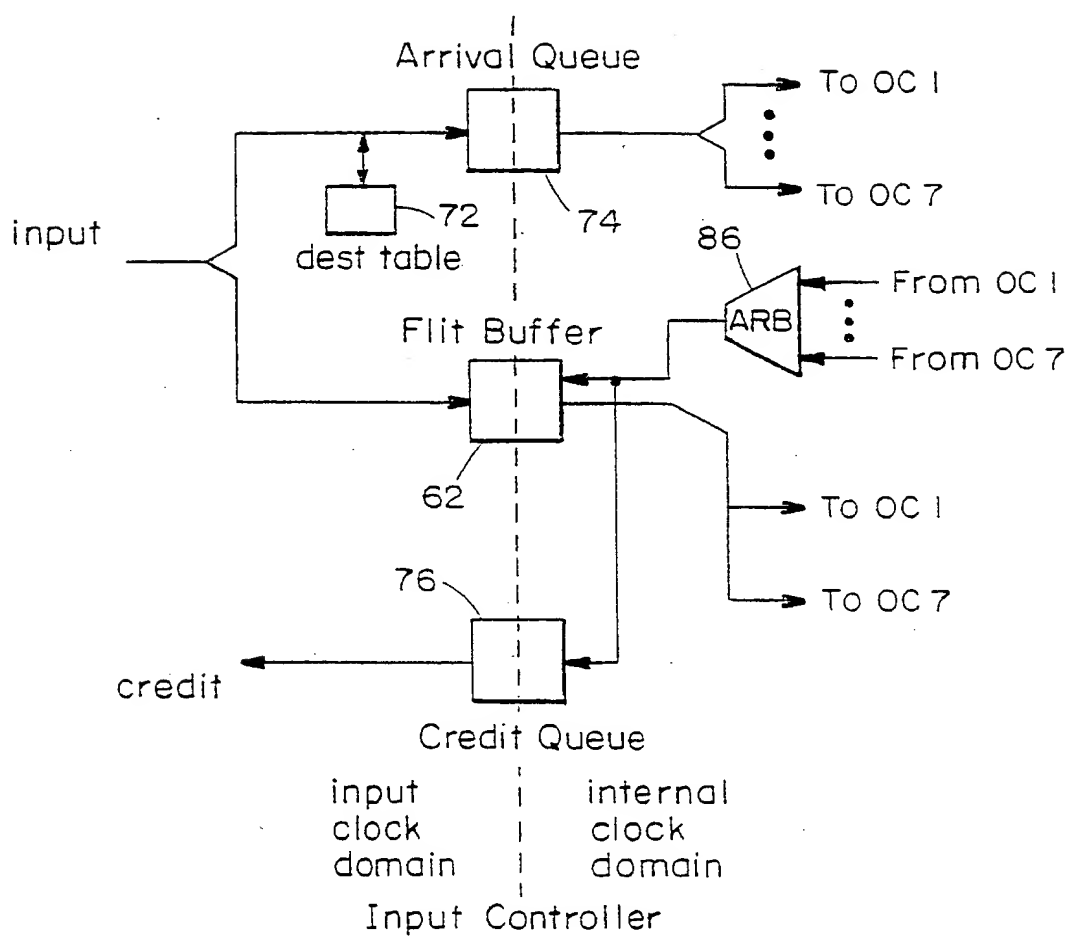 Arrival Queue
To OC 1
To OC 7
72
74
input
dest table
86
From OC 1
ARB
From OC 7
Flit Buffer
62
To OC 1
To OC 7
76
credit
Credit Queue
input
clock
domain
internal
clock
domain
Input Controller